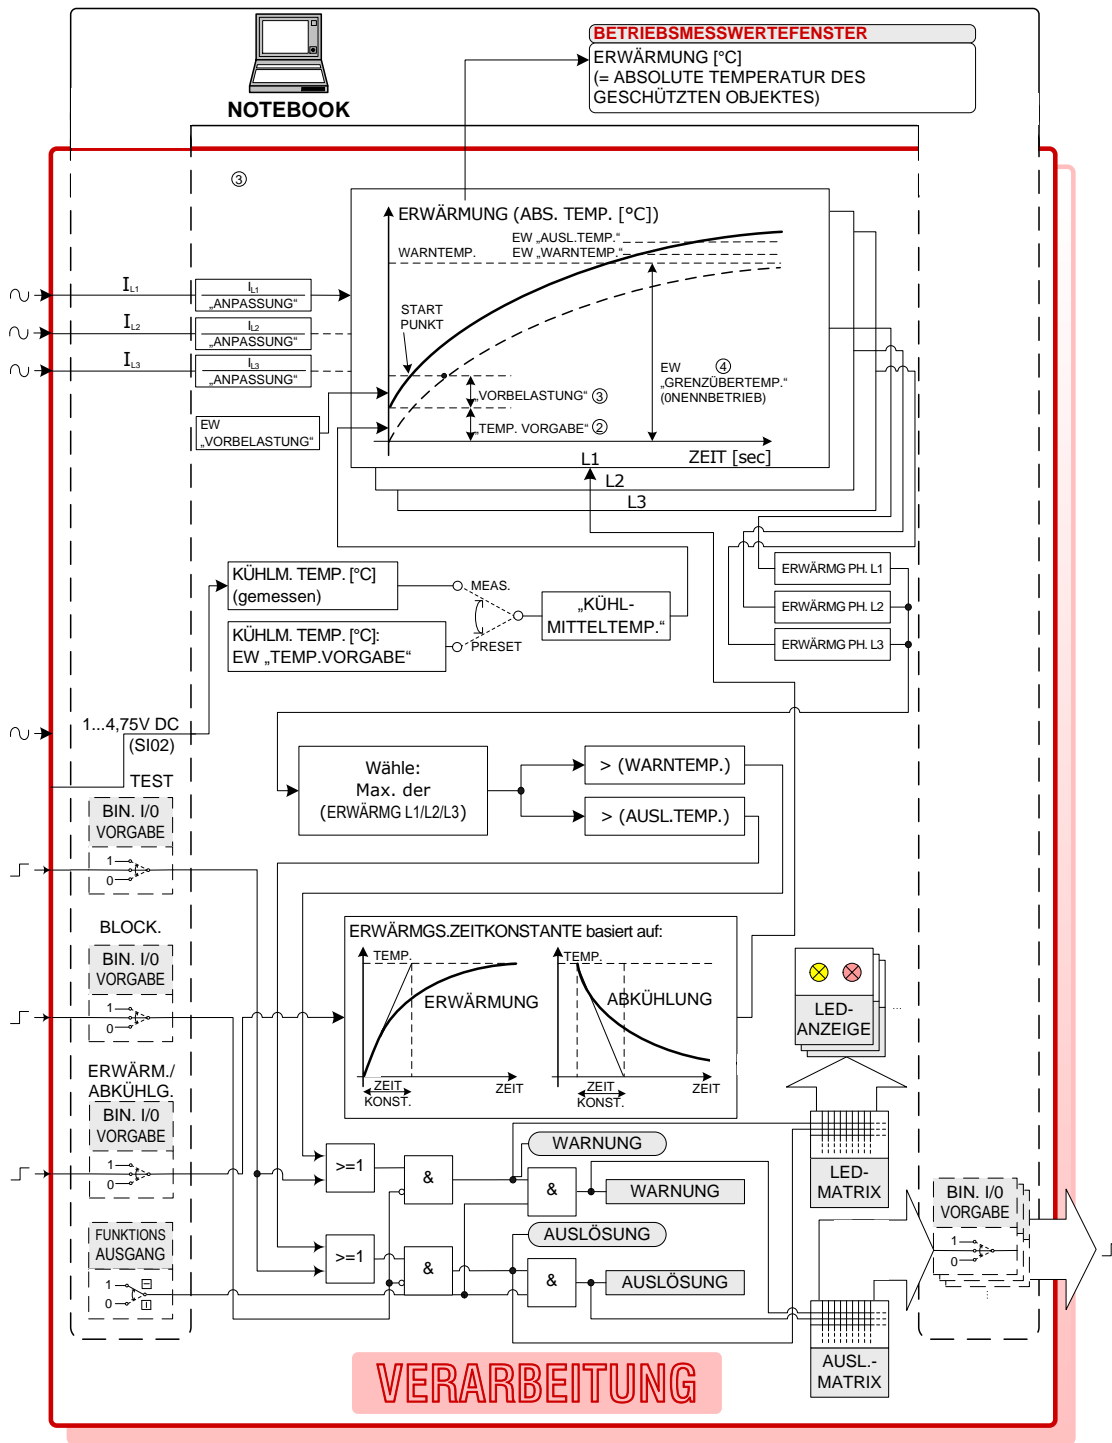 BETRIEBSMESSWERTEFENSTER
ERWÄRMUNG [°C]
(= ABSOLUTE TEMPERATUR DES
GESCHÜTZTEN OBJEKTES)
NOTEBOOK
③
ERWÄRMUNG (ABS. TEMP. [°C])
EW „AUSL.TEMP.“
WARNTEMP.
EW „WARNTEMP.“
START
PUNKT
EW ④
„GRENZÜBERTEMP.“
(0NENNBETRIEB)
„VORBELASTUNG“ ③
„TEMP. VORGABE“ ②
ZEIT [sec]
L1
L2
L3
I L1
I L1
„ANPASSUNG“
I L2
I L2
„ANPASSUNG“
I L3
I L3
„ANPASSUNG“
EW
„VORBELASTUNG“
KÜHLM. TEMP. [°C]
(gemessen)
KÜHLM. TEMP. [°C]:
EW „TEMP.VORGABE“
MEAS.
PRESET
„KÜHL-
MITTELTEMP.“
ERWÄRMG PH. L1
ERWÄRMG PH. L2
ERWÄRMG PH. L3
1...4,75V DC
(SI02)
TEST
BIN. I/0
VORGABE
1
0
Wähle:
Max. der
(ERWÄRMG L1/L2/L3)
> (WARNTEMP.)
> (AUSL.TEMP.)
BLOCK.
BIN. I/0
VORGABE
1
0
ERWÄRMGS.ZEITKONSTANTE basiert auf:
TEMP.
ERWÄRMUNG
ZEIT
KONST.
ZEIT
TEMP.
ABKÜHLUNG
ZEIT
KONST.
ZEIT
LED-
ANZEIGE
...
ERWÄRM./
ABKÜHLG.
BIN. I/0
VORGABE
1
0
FUNKTIONS
AUSGANG
1
0
>=1
&
WARNUNG
&
WARNUNG
>=1
&
AUSLÖSUNG
&
AUSLÖSUNG
LED-
MATRIX
BIN. I/0
VORGABE
1
0
...
AUSL.-
MATRIX
VERARBEITUNG